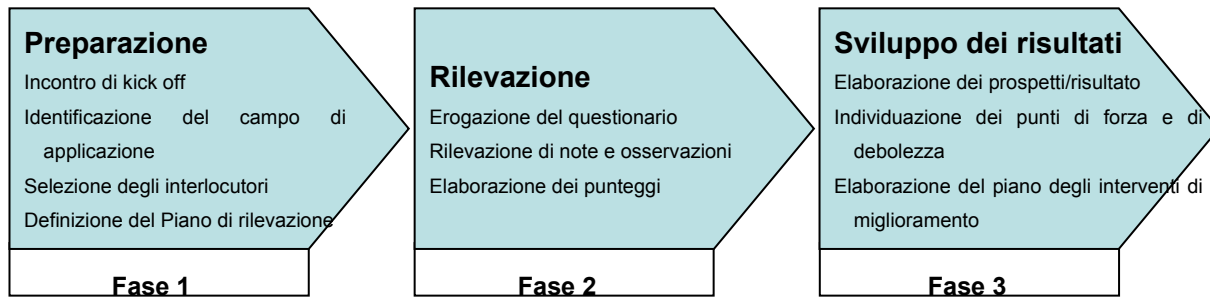 Preparazione
Incontro di kick off
Identificazione del campo di
applicazione
Selezione degli interlocutori
Definizione del Piano di rilevazione
Fase 1
Rilevazione
Erogazione del questionario
Rilevazione di note e osservazioni
Elaborazione dei punteggi
Fase 2
Sviluppo dei risultati
Elaborazione dei prospetti/risultato
Individuazione dei punti di forza e di
debolezza
Elaborazione del piano degli interventi di
miglioramento
Fase 3